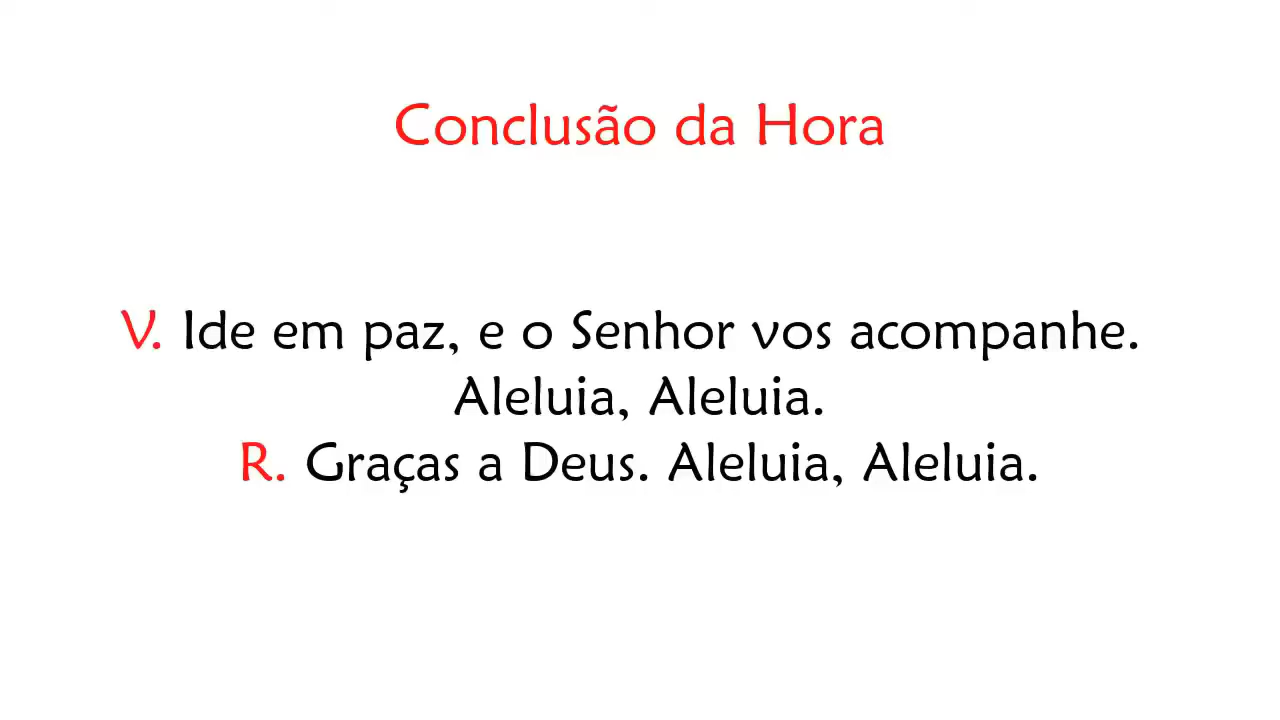 Conclusão da Hora
V. Ide em paz, e o Senhor vos acompanhe.
Aleluia, Aleluia.
R. Graças a Deus. Aleluia, Aleluia.